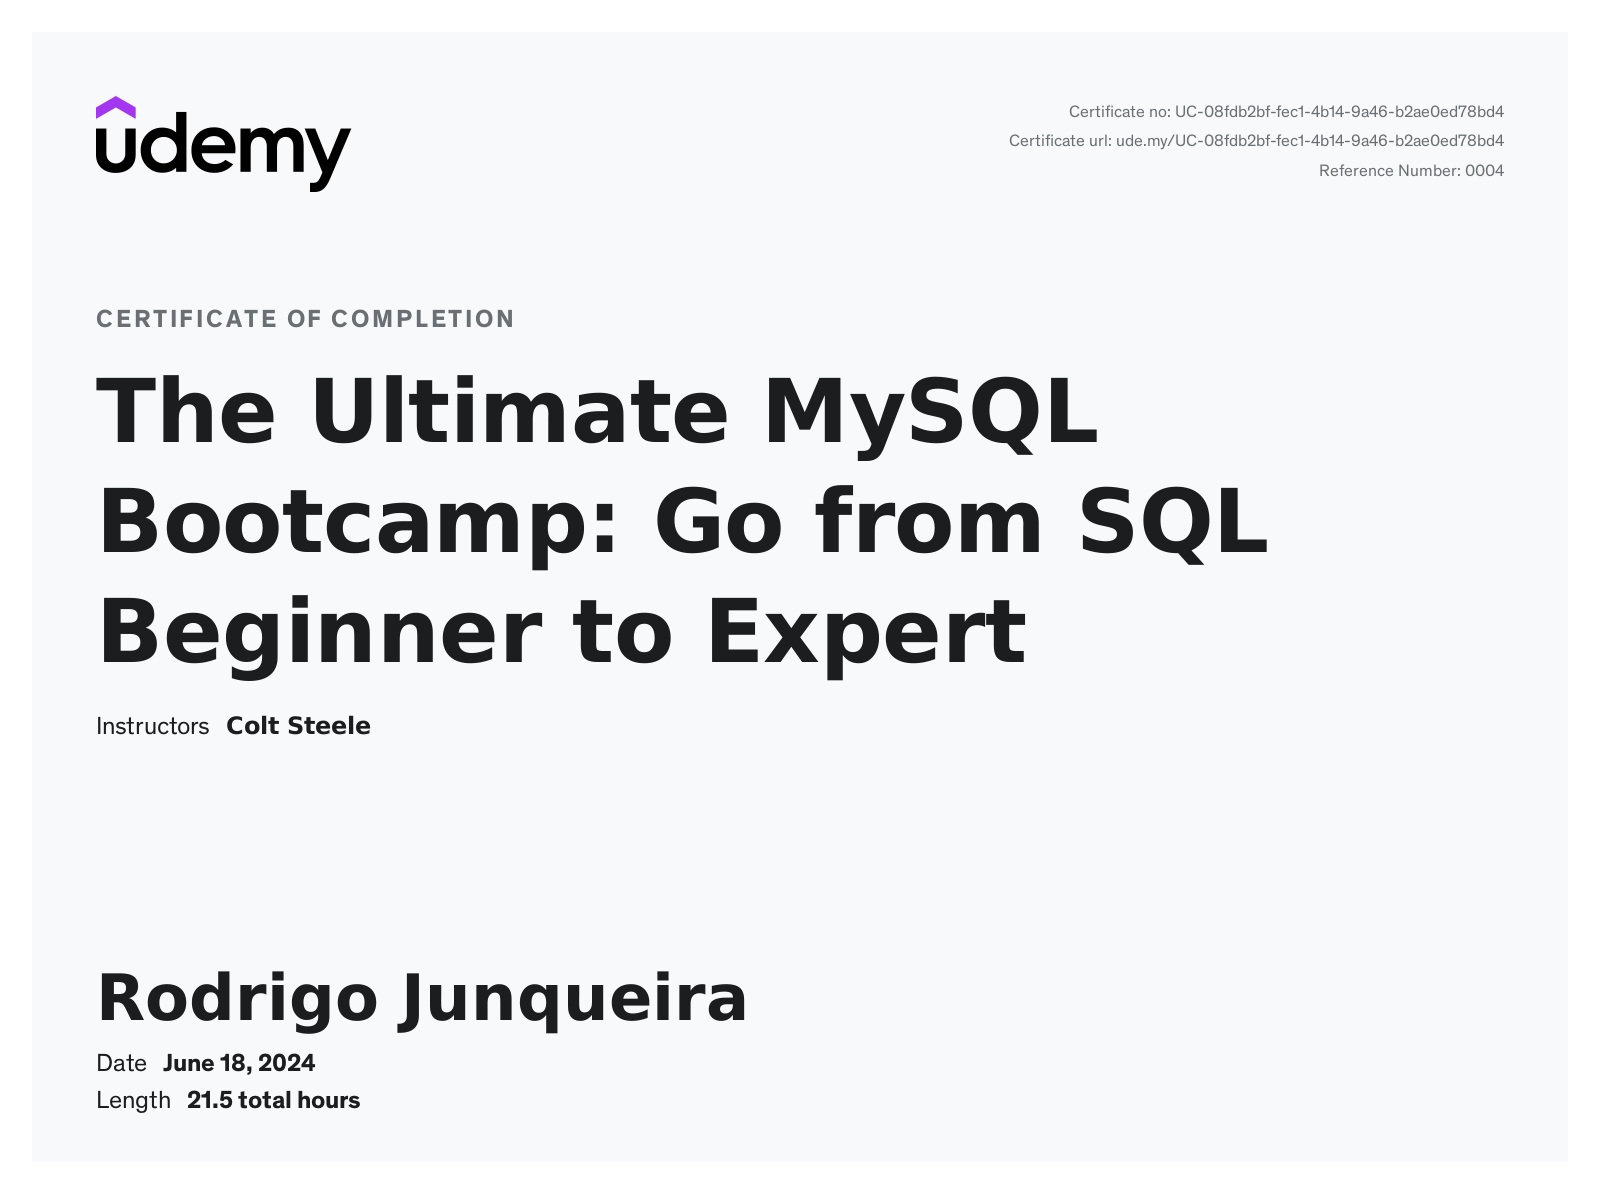 udemy
Certificate no: UC-08fdb2bf-fec1-4b14-9a46-b2ae0ed78bd4
Certificate url: ude.my/UC-08fdb2bf-fec1-4b14-9a46-b2ae0ed78bd4
Reference Number: 0004
CERTIFICATE OF COMPLETION
The Ultimate MySQL
Bootcamp: Go from SQL
Beginner to Expert
Instructors Colt Steele
Rodrigo Junqueira
Date June 18, 2024
Length 21.5 total hours